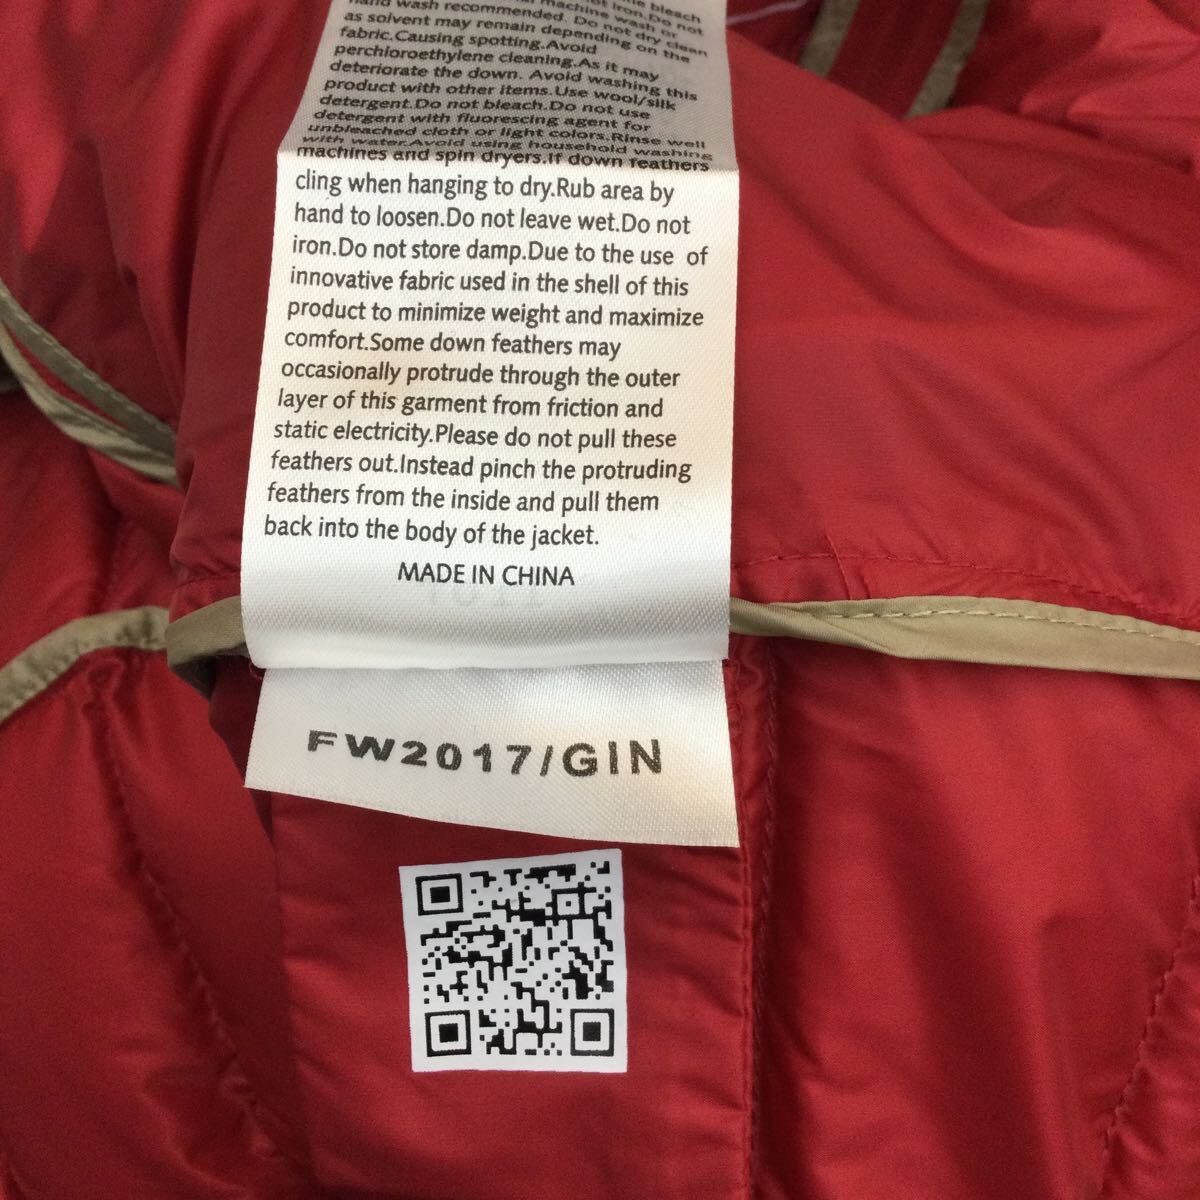 hand wash recommended. Do not dry clean
as solvent may remain depending on the
fabric.Causing spotting.Avoid
perchloroethylene cleaning.As it may
deteriorate the down. Avoid washing this
product with other items.Use wool/silk
detergent.Do not bleach.Do not use
detergent with fluorescing agent for
unbleached cloth or light colors.Rinse well
with water.Avoid using household washing
machines and spin dryers.If down feathers
cling when hanging to dry.Rub area by
hand to loosen.Do not leave wet.Do not
iron.Do not store damp.Due to the use of
innovative fabric used in the shell of this
product to minimize weight and maximize
comfort.Some down feathers may
occasionally protrude through the outer
layer of this garment from friction and
static electricity.Please do not pull these
feathers out.Instead pinch the protruding
feathers from the inside and pull them
back into the body of the jacket.
MADE IN CHINA
FW2017/GIN